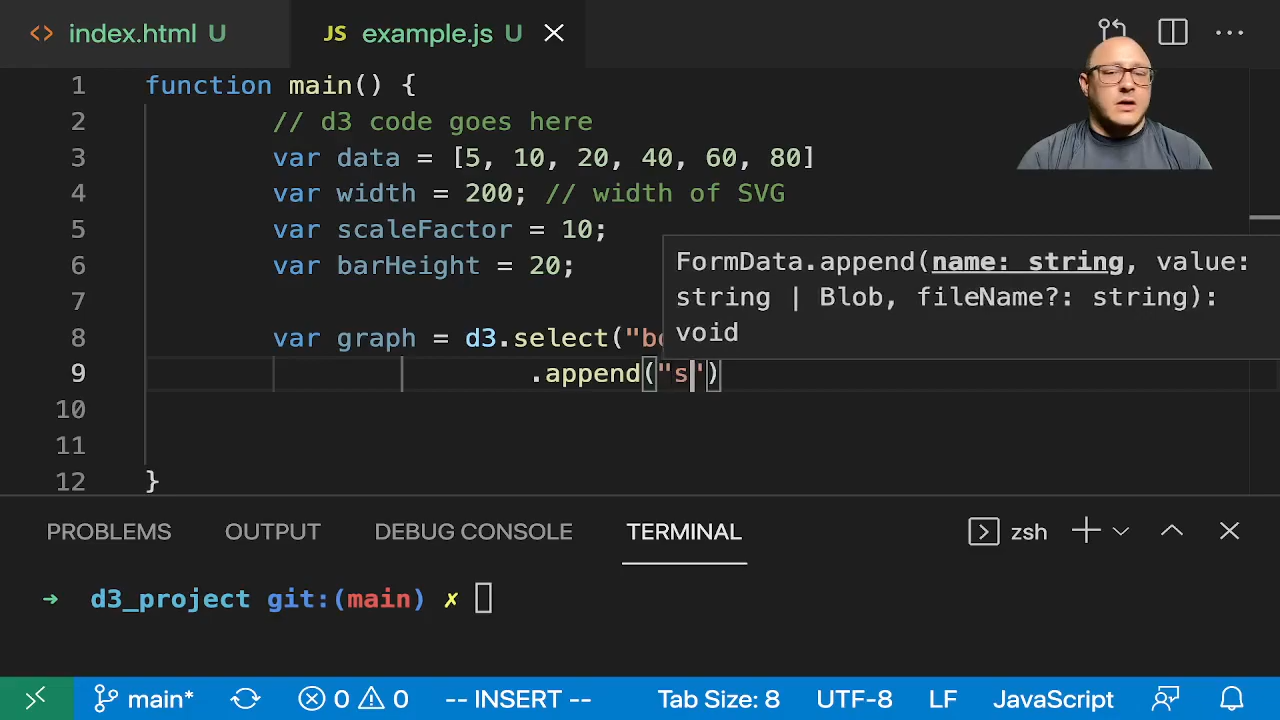 index.html U
JS example.js U
1 function main() {
2 // d3 code goes here
3 var data = [5, 10, 20, 40, 60, 80]
4 var width = 200; // width of SVG
5 var scaleFactor = 10;
6 var barHeight = 20;
7
8 var graph = d3.select("bo
9 .append("s")
10
11
12 }
FormData.append(name: string, value:
string | Blob, fileName?: string):
void
PROBLEMS OUTPUT DEBUG CONSOLE TERMINAL zsh
→ d3_project git:(main) ✗
main* 0 0 -- INSERT -- Tab Size: 8 UTF-8 LF JavaScript